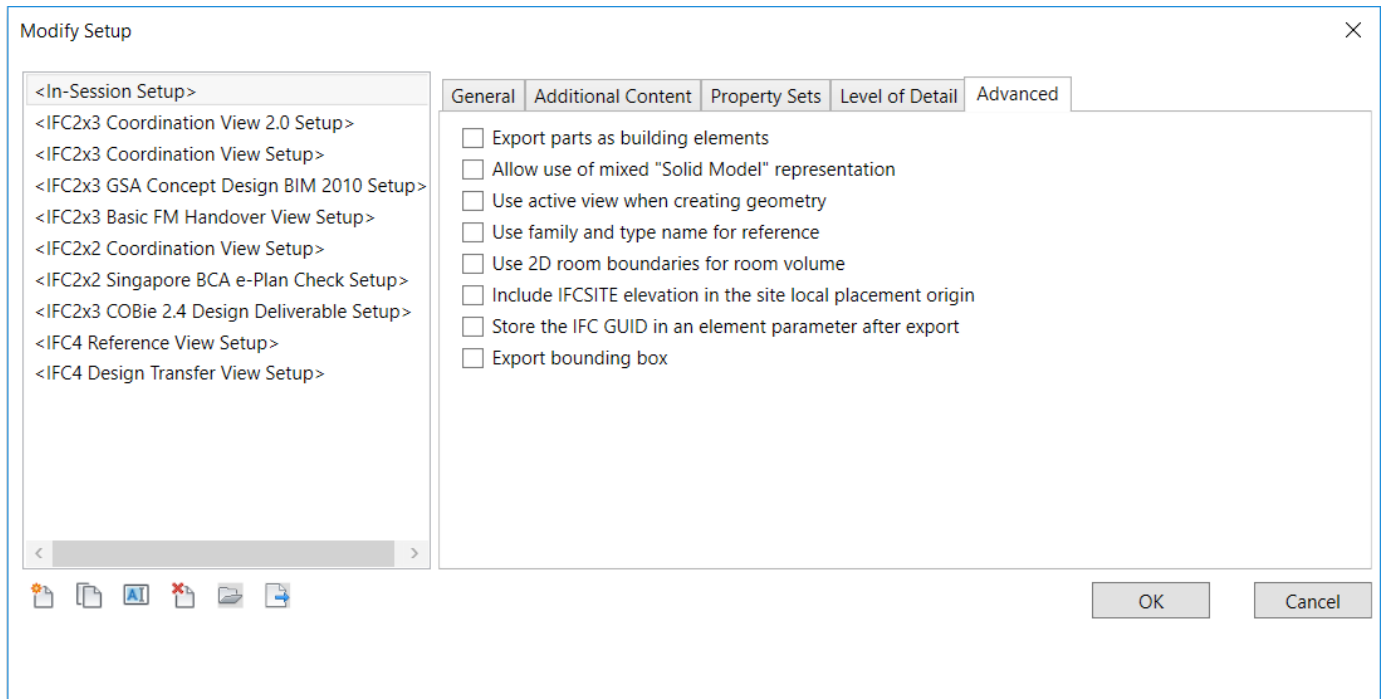 Modify Setup
<In-Session Setup>
<IFC2x3 Coordination View 2.0 Setup>
<IFC2x3 Coordination View Setup>
<IFC2x3 GSA Concept Design BIM 2010 Setup>
<IFC2x3 Basic FM Handover View Setup>
<IFC2x2 Coordination View Setup>
<IFC2x2 Singapore BCA e-Plan Check Setup>
<IFC2x3 COBie 2.4 Design Deliverable Setup>
<IFC4 Reference View Setup>
<IFC4 Design Transfer View Setup>
General Additional Content Property Sets Level of Detail Advanced
Export parts as building elements
Allow use of mixed "Solid Model" representation
Use active view when creating geometry
Use family and type name for reference
Use 2D room boundaries for room volume
Include IFCSITE elevation in the site local placement origin
Store the IFC GUID in an element parameter after export
Export bounding box
AI
OK Cancel